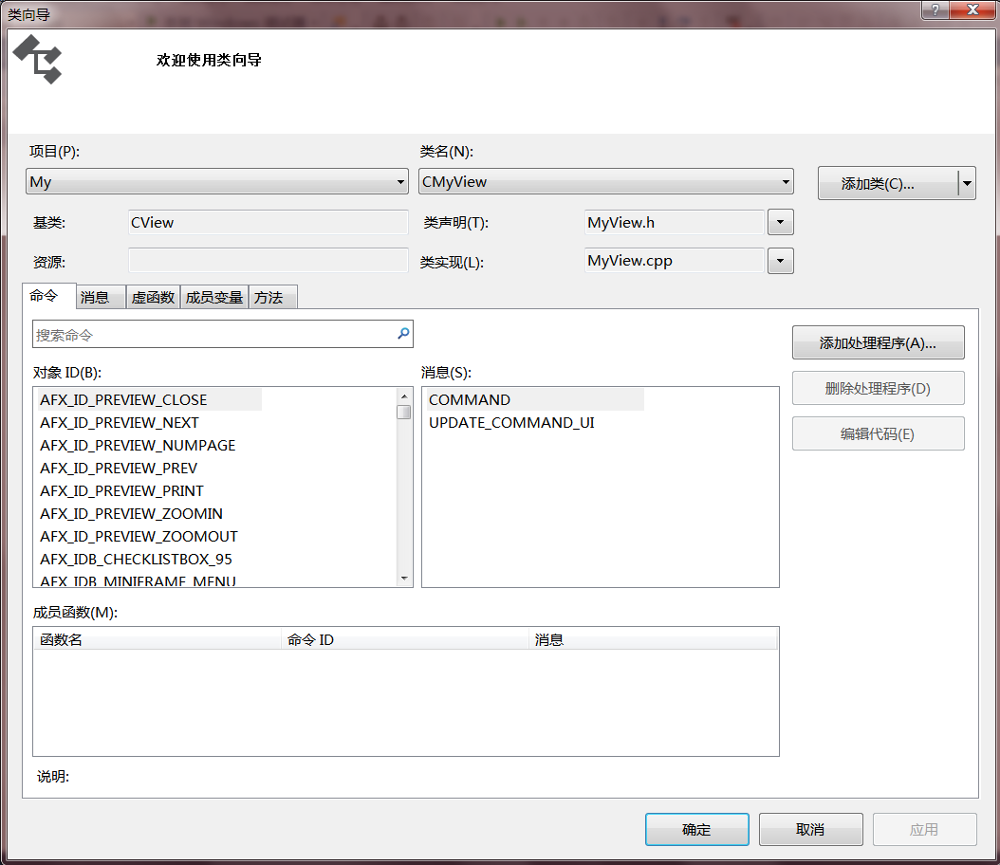 类向导
欢迎使用类向导
项目(P):
类名(N):
My
CMyView
添加类(C)...
基类:
CView
类声明(T):
MyView.h
资源:
类实现(L):
MyView.cpp
命令 消息 虚函数 成员变量 方法
搜索命令
添加处理程序(A)...
对象 ID(B):
消息(S):
删除处理程序(D)
编辑代码(E)
AFX_ID_PREVIEW_CLOSE
AFX_ID_PREVIEW_NEXT
AFX_ID_PREVIEW_NUMPAGE
AFX_ID_PREVIEW_PREV
AFX_ID_PREVIEW_PRINT
AFX_ID_PREVIEW_ZOOMIN
AFX_ID_PREVIEW_ZOOMOUT
AFX_IDB_CHECKLISTBOX_95
AFX_IDB_MINIFRAME_MENU
COMMAND
UPDATE_COMMAND_UI
成员函数(M):
函数名 命令 ID 消息
说明:
确定 取消 应用